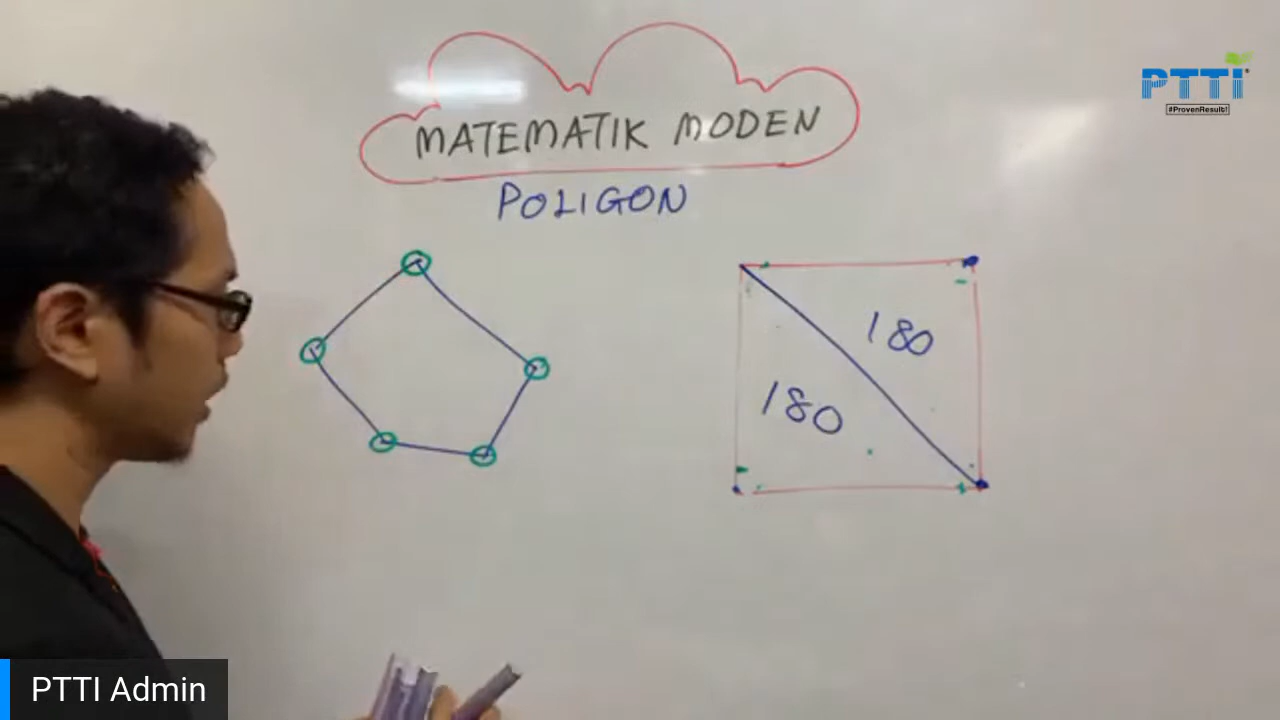 PTTI
#ProvenResult!
MATEMATIK MODEN
POLIGON
180
180
PTTI Admin